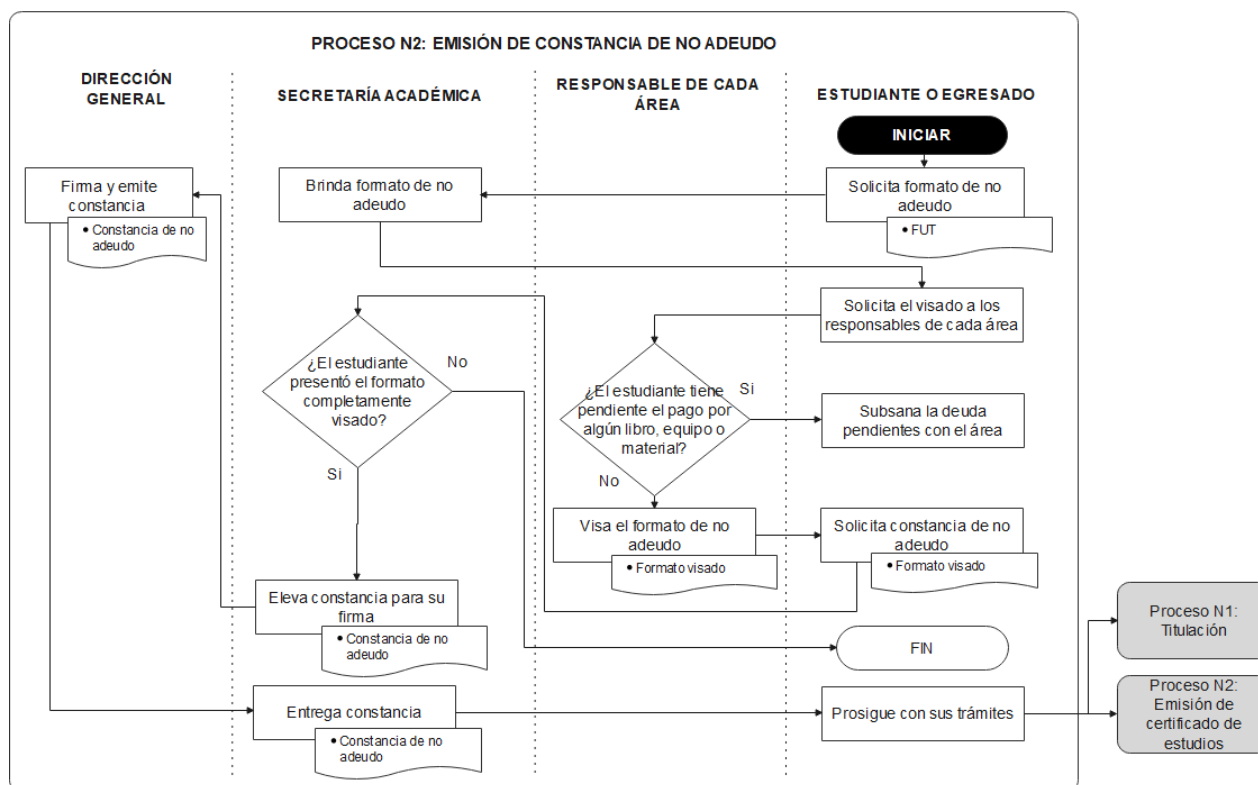 PROCESO N2: EMISIÓN DE CONSTANCIA DE NO ADEUDO
DIRECCIÓN
GENERAL
SECRETARÍA ACADÉMICA
RESPONSABLE DE CADA
ÁREA
ESTUDIANTE O EGRESADO
INICIAR
Firma y emite
constancia
• Constancia de no
adeudo
Brinda formato de no
adeudo
Solicita formato de no
adeudo
• FUT
Solicita el visado a los
responsables de cada área
¿El estudiante
presentó el formato
completamente
visado?
No
Si
¿El estudiante tiene
pendiente el pago por
algún libro, equipo o
material?
Si
No
Subsana la deuda
pendientes con el área
Visa el formato de no
adeudo
• Formato visado
Solicita constancia de no
adeudo
• Formato visado
Eleva constancia para su
firma
• Constancia de no
adeudo
FIN
Proceso N1:
Titulación
Entrega constancia
• Constancia de no
adeudo
Prosigue con sus trámites
Proceso N2:
Emisión de
certificado de
estudios